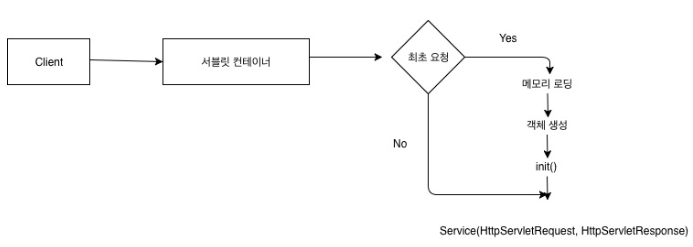 Client
서블릿 컨테이너
최초 요청
Yes
No
메모리 로딩
객체 생성
init()
Service(HttpServletRequest, HttpServletResponse)